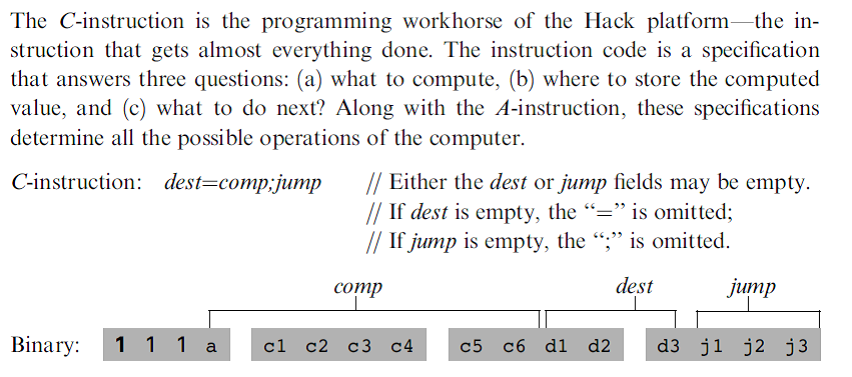 The C-instruction is the programming workhorse of the Hack platform—the in-
struction that gets almost everything done. The instruction code is a specification
that answers three questions: (a) what to compute, (b) where to store the computed
value, and (c) what to do next? Along with the A-instruction, these specifications
determine all the possible operations of the computer.
C-instruction: dest=comp;jump // Either the dest or jump fields may be empty.
// If dest is empty, the “=” is omitted;
// If jump is empty, the “;” is omitted.
comp dest jump
Binary: 1 1 1 a c1 c2 c3 c4 c5 c6 d1 d2 d3 j1 j2 j3